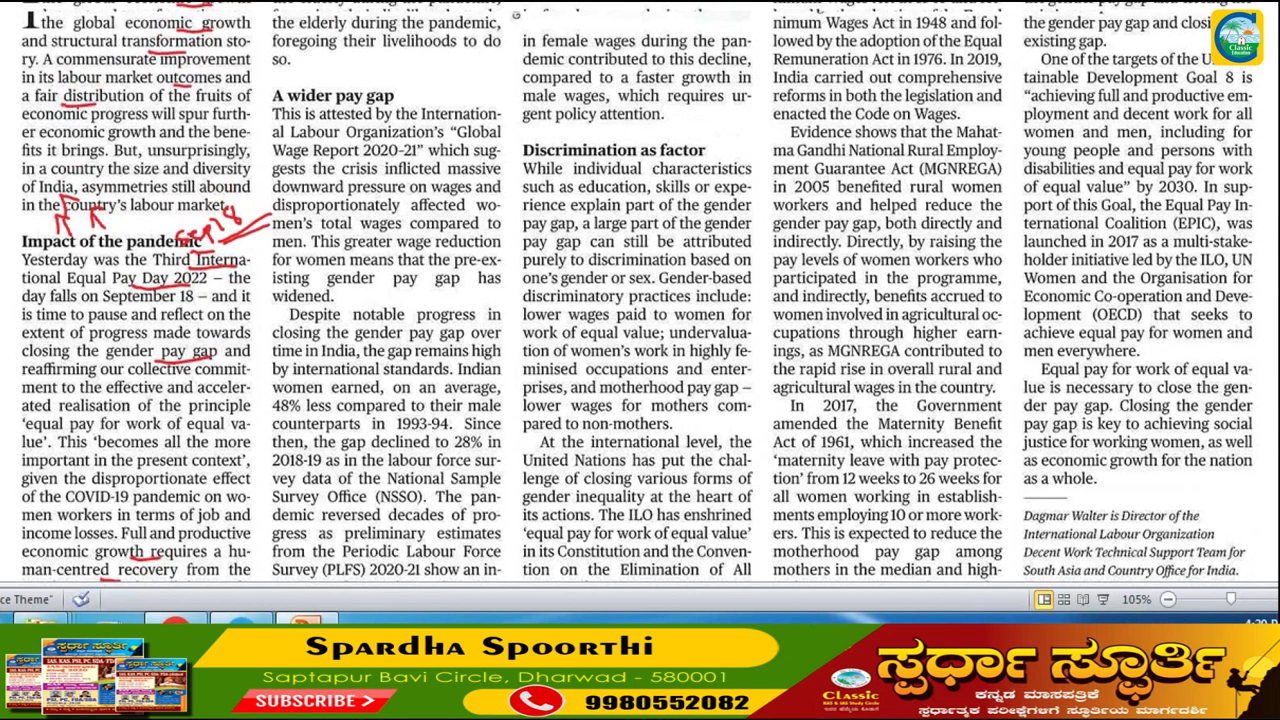 the global economic growth
and structural transformation sto-
ry. A commensurate improvement
in its labour market outcomes and
a fair distribution of the fruits of
economic progress will spur furth-
er economic growth and the bene-
fits it brings. But, unsurprisingly,
in a country the size and diversity
of India, asymmetries still abound
in the country's labour market.
Sep 18
Impact of the pandemic
Yesterday was the Third Interna-
tional Equal Pay Day 2022 – the
day falls on September 18 – and it
is time to pause and reflect on the
extent of progress made towards
closing the gender pay gap and
reaffirming our collective commit-
ment to the effective and acceler-
ated realisation of the principle
'equal pay for work of equal va-
lue'. This 'becomes all the more
important in the present context',
given the disproportionate effect
of the COVID-19 pandemic on wo-
men workers in terms of job and
income losses. Full and productive
economic growth requires a hu-
man-centred recovery from the
the elderly during the pandemic,
foregoing their livelihoods to do
so.
A wider pay gap
This is attested by the Internation-
al Labour Organization's "Global
Wage Report 2020-21" which sug-
gests the crisis inflicted massive
downward pressure on wages and
disproportionately affected wo-
men's total wages compared to
men. This greater wage reduction
for women means that the pre-ex-
isting gender pay gap has
widened.
Despite notable progress in
closing the gender pay gap over
time in India, the gap remains high
by international standards. Indian
women earned, on an average,
48% less compared to their male
counterparts in 1993-94. Since
then, the gap declined to 28% in
2018-19 as in the labour force sur-
vey data of the National Sample
Survey Office (NSSO). The pan-
demic reversed decades of pro-
gress as preliminary estimates
from the Periodic Labour Force
Survey (PLFS) 2020-21 show an in-
in female wages during the pan-
demic contributed to this decline,
compared to a faster growth in
male wages, which requires ur-
gent policy attention.
Discrimination as factor
While individual characteristics
such as education, skills or expe-
rience explain part of the gender
pay gap, a large part of the gender
pay gap can still be attributed
purely to discrimination based on
one's gender or sex. Gender-based
discriminatory practices include:
lower wages paid to women for
work of equal value; undervalua-
tion of women's work in highly fe-
minised occupations and enter-
prises, and motherhood pay gap –
lower wages for mothers com-
pared to non-mothers.
At the international level, the
United Nations has put the chal-
lenge of closing various forms of
gender inequality at the heart of
its actions. The ILO has enshrined
'equal pay for work of equal value'
in its Constitution and the Conven-
tion on the Elimination of All
nimum Wages Act in 1948 and fol-
lowed by the adoption of the Equal
Remuneration Act in 1976. In 2019,
India carried out comprehensive
reforms in both the legislation and
enacted the Code on Wages.
Evidence shows that the Mahat-
ma Gandhi National Rural Employ-
ment Guarantee Act (MGNREGA)
in 2005 benefited rural women
workers and helped reduce the
gender pay gap, both directly and
indirectly. Directly, by raising the
pay levels of women workers who
participated in the programme,
and indirectly, benefits accrued to
women involved in agricultural oc-
cupations through higher earn-
ings, as MGNREGA contributed to
the rapid rise in overall rural and
agricultural wages in the country.
In 2017, the Government
amended the Maternity Benefit
Act of 1961, which increased the
'maternity leave with pay protec-
tion' from 12 weeks to 26 weeks for
all women working in establish-
ments employing 10 or more work-
ers. This is expected to reduce the
motherhood pay gap among
mothers in the median and high-
the gender pay gap and closing
existing gap.
One of the targets of the U
tainable Development Goal 8 is
"achieving full and productive em-
ployment and decent work for all
women and men, including for
young people and persons with
disabilities and equal pay for work
of equal value" by 2030. In sup-
port of this Goal, the Equal Pay In-
ternational Coalition (EPIC), was
launched in 2017 as a multi-stake-
holder initiative led by the ILO, UN
Women and the Organisation for
Economic Co-operation and Deve-
lopment (OECD) that seeks to
achieve equal pay for women and
men everywhere.
Equal pay for work of equal va-
lue is necessary to close the gen-
der pay gap. Closing the gender
pay gap is key to achieving social
justice for working women, as well
as economic growth for the nation
as a whole.
Dagmar Walter is Director of the
International Labour Organization
Decent Work Technical Support Team for
South Asia and Country Office for India.
Classic
Education
ce Theme"
105%
Spardha Spoorthi
Saptapur Bavi Circle, Dharwad - 580001
SUBSCRIBE
9980552082
ಸ್ಪರ್ಧಾ ಸ್ಫೂರ್ತಿ
ಕನ್ನಡ ಮಾಸಪತ್ರಿಕೆ
ಸ್ಪರ್ಧಾತ್ಮಕ ಪರೀಕ್ಷೆಗಳಿಗೆ ಸ್ಫೂರ್ತಿಯ ಮಾರ್ಗದರ್ಶಿ
Classic
IAS & KAS Study Circle